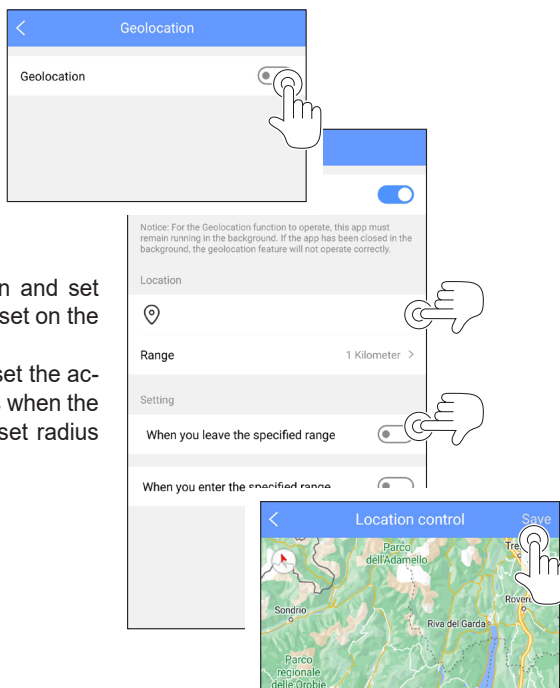 Geolocation
Geolocation
Notice: For the Geolocation function to operate, this app must
remain running in the background. If the app has been closed in the
background, the geolocation feature will not operate correctly.
Location
n and set
set on the
Range
1 Kilometer >
set the ac-
when the
set radius
Setting
When you leave the specified range
When you enter the specified range
Location control
Save
Parco
dell'Adamello
Tre
Sondrio
Rover
Riva del Garda
Parco
regionale
delle Orobie